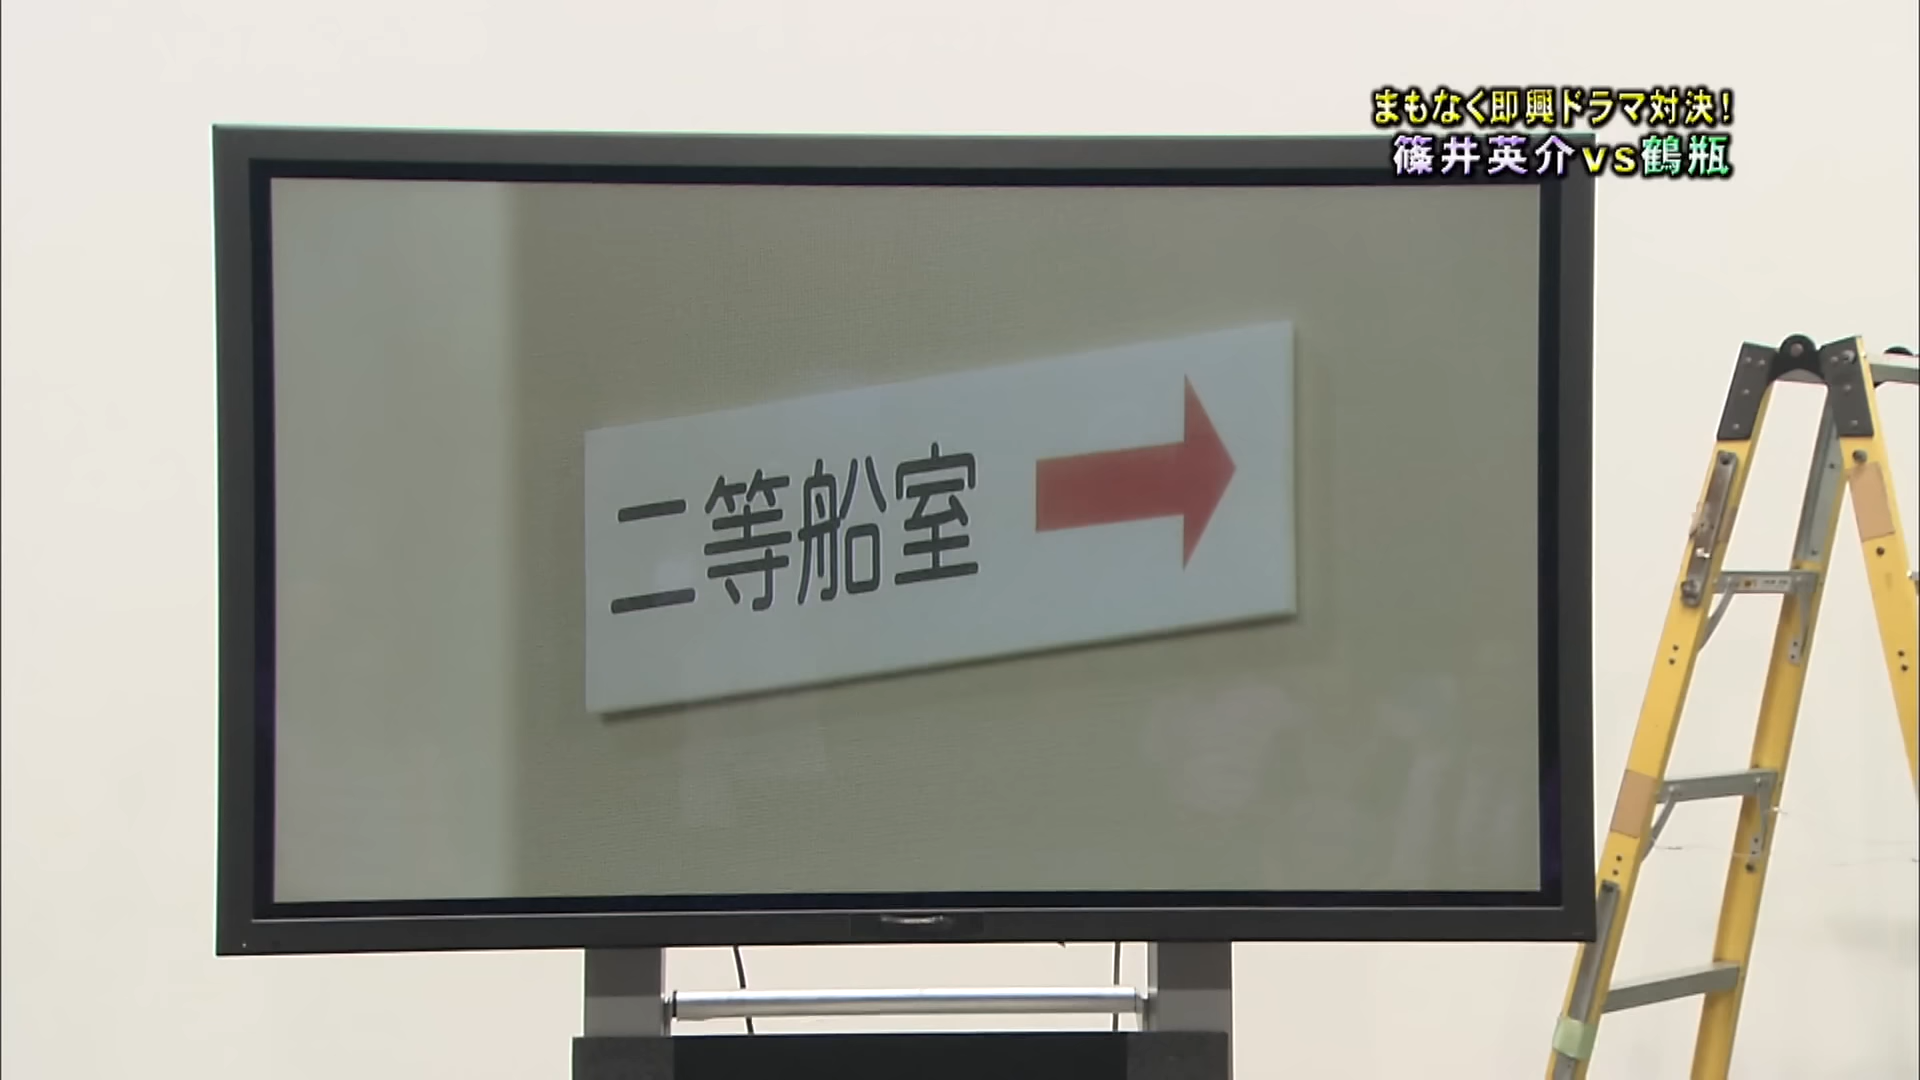 まもなく即興ドラマ対決!
篠井英介vs鶴瓶
二等船室